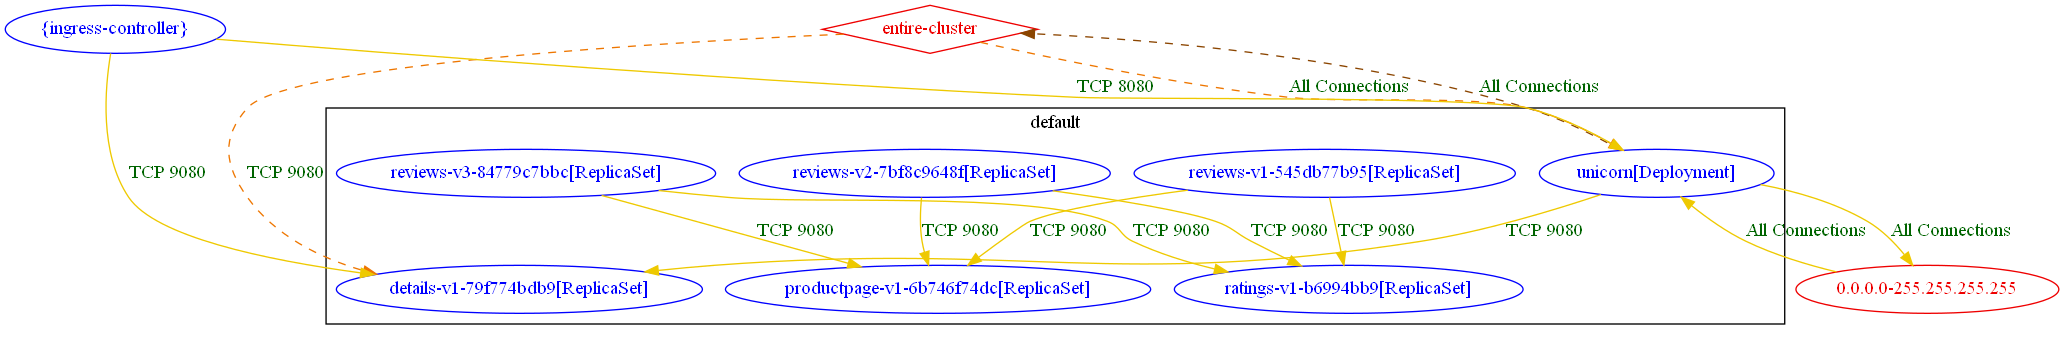 {ingress-controller}
entire-cluster
TCP 8080
All Connections
All Connections
default
TCP 9080
TCP 9080
reviews-v3-84779c7bbc[ReplicaSet]
reviews-v2-7bf8c9648f[ReplicaSet]
reviews-v1-545db77b95[ReplicaSet]
unicorn[Deployment]
TCP 9080
TCP 9080
TCP 9080
TCP 9080
TCP 9080
TCP 9080
TCP 9080
All Connections
All Connections
details-v1-79f774bdb9[ReplicaSet]
productpage-v1-6b746f74dc[ReplicaSet]
ratings-v1-b6994bb9[ReplicaSet]
0.0.0.0-255.255.255.255